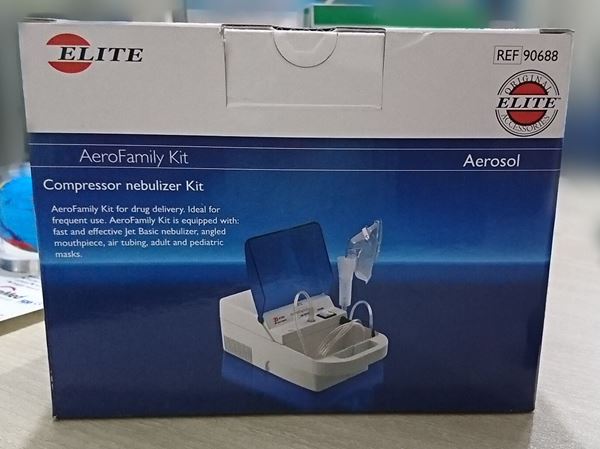 ELITE
REF 90688
ORIGINAL
ELITE
ACCESSORIES
AeroFamily Kit
Aerosol
Compressor nebulizer Kit
AeroFamily Kit for drug delivery. Ideal for
frequent use. AeroFamily Kit is equipped with:
fast and effective Jet Basic nebulizer, angled
mouthpiece, air tubing, adult and pediatric
masks.